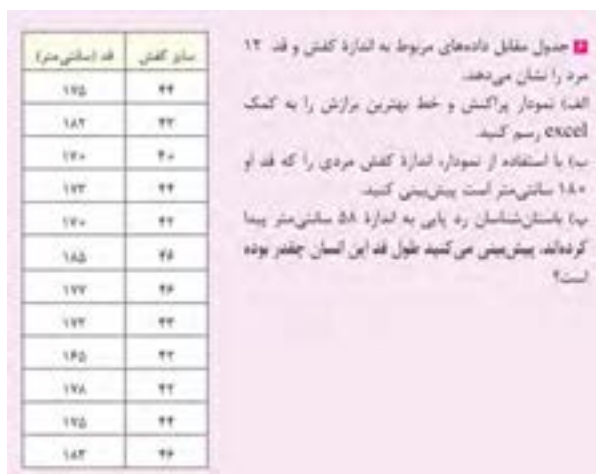 جدول مقابل داده‌های مربوط به اندازهٔ کفش و قد ۱۲
مرد را نشان می‌دهد.
الف) نمودار پراکنش و خط بهترین برازش را به کمک
excel رسم کنید.
ب) با استفاده از نمودار، اندازهٔ کفش مردی را که قد او
۱۸۰ سانتی‌متر است پیش‌بینی کنید.
پ) باستان‌شناسان رد پایی به اندازهٔ ۵۸ سانتی‌متر پیدا
کرده‌اند. پیش‌بینی می‌کنید طول قد این انسان چقدر بوده
است؟
سایز کفش قد (سانتی‌متر)
۴۴ ۱۷۵
۴۳ ۱۸۲
۴۰ ۱۷۰
۴۴ ۱۷۳
۴۲ ۱۷۰
۴۶ ۱۸۵
۴۶ ۱۷۷
۴۳ ۱۷۳
۴۲ ۱۶۵
۴۲ ۱۷۸
۴۴ ۱۷۵
۴۶ ۱۸۳